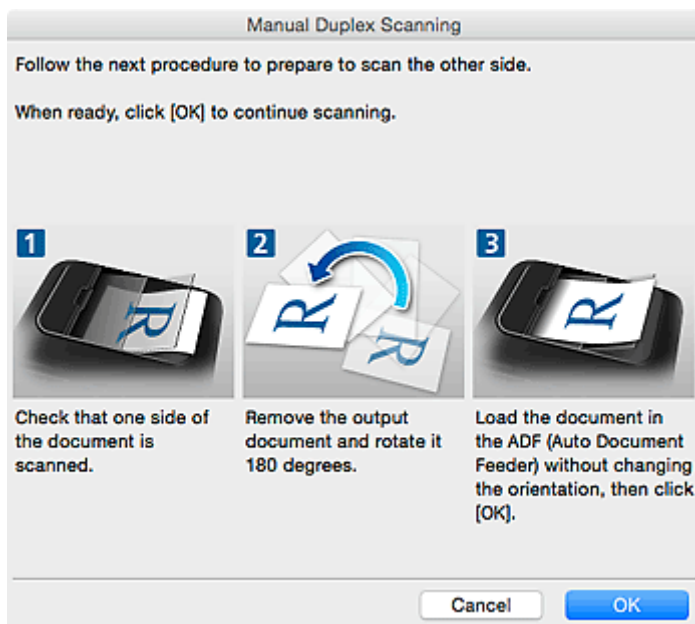 Manual Duplex Scanning
Follow the next procedure to prepare to scan the other side.
When ready, click [OK] to continue scanning.
1
R
Check that one side of
the document is
scanned.
2
R
R
Remove the output
document and rotate it
180 degrees.
3
R
Load the document in
the ADF (Auto Document
Feeder) without changing
the orientation, then click
[OK].
Cancel
OK